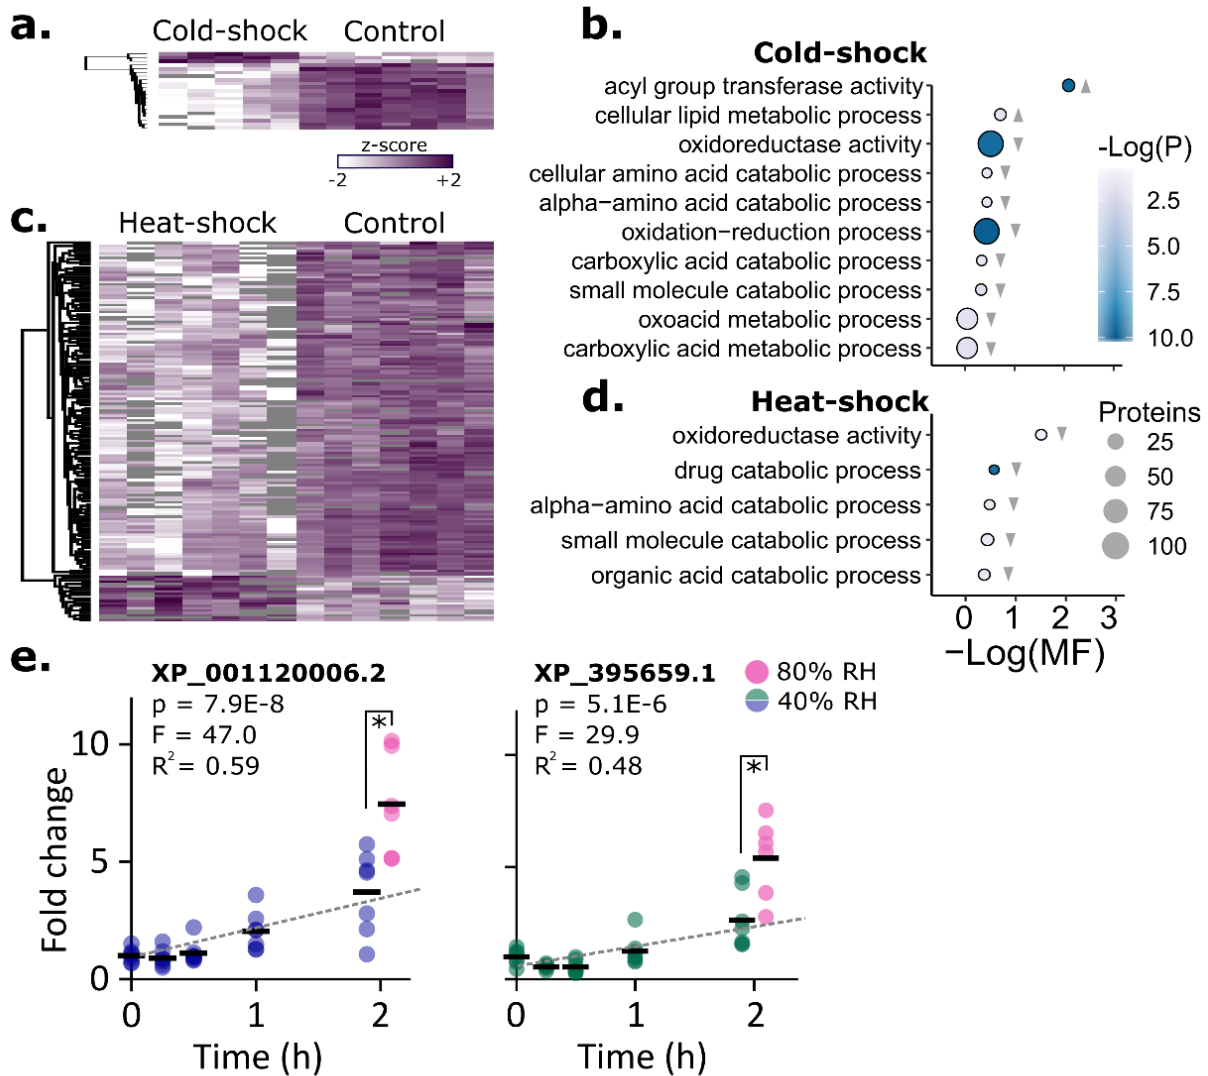 a.
Cold-shock Control
z-score
-2 +2
b.
Cold-shock
acyl group transferase activity
cellular lipid metabolic process
oxidoreductase activity
cellular amino acid catabolic process
alpha−amino acid catabolic process
oxidation−reduction process
carboxylic acid catabolic process
small molecule catabolic process
oxoacid metabolic process
carboxylic acid metabolic process
-Log(P)
2.5
5.0
7.5
10.0
c.
Heat-shock Control
d.
Heat-shock
oxidoreductase activity
drug catabolic process
alpha−amino acid catabolic process
small molecule catabolic process
organic acid catabolic process
0 1 2 3
−Log(MF)
Proteins
25
50
75
100
e.
XP_001120006.2
p = 7.9E-8
F = 47.0
R² = 0.59
*
10
5
0
Fold change
0 1 2
Time (h)
XP_395659.1
p = 5.1E-6
F = 29.9
R² = 0.48
*
0 1 2
Time (h)
80% RH
40% RH